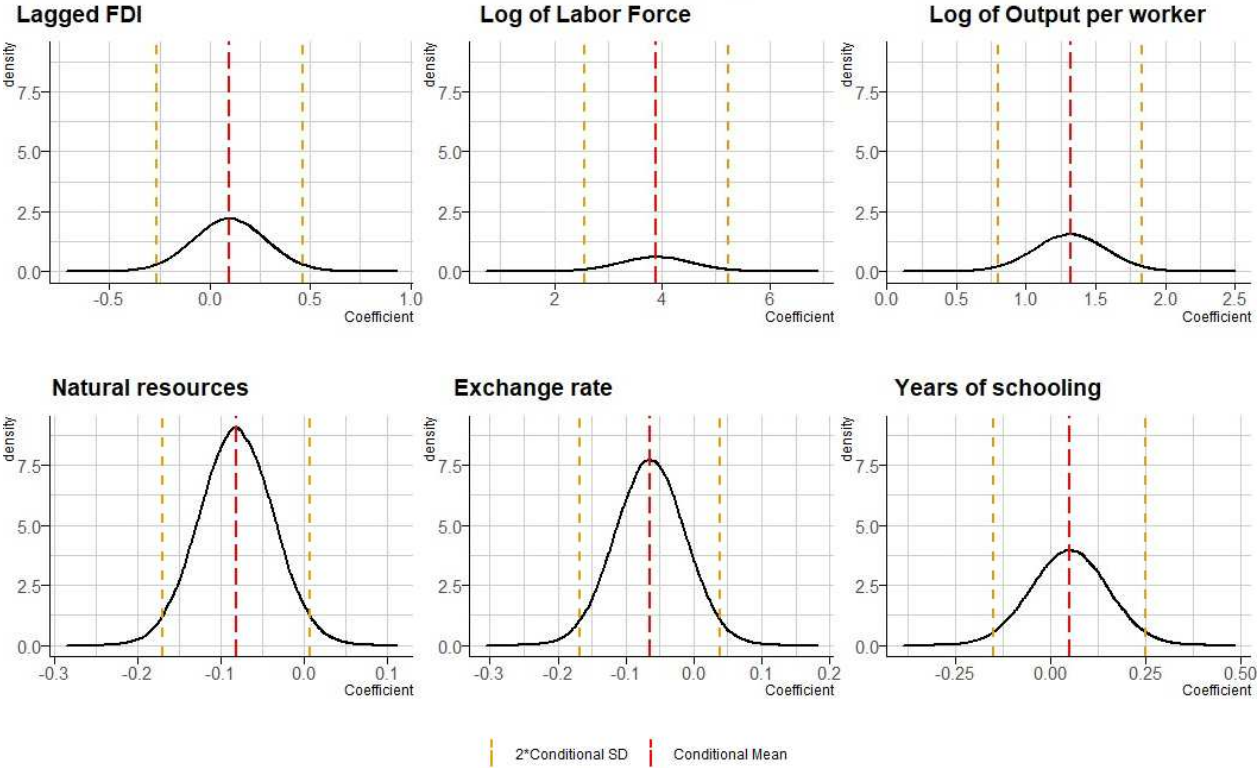 Lagged FDI
density
7.5
5.0
2.5
0.0
-0.5 0.0 0.5 1.0
Coefficient
Log of Labor Force
density
7.5
5.0
2.5
0.0
2 4 6
Coefficient
Log of Output per worker
density
7.5
5.0
2.5
0.0
0.0 0.5 1.0 1.5 2.0 2.5
Coefficient
Natural resources
density
7.5
5.0
2.5
0.0
-0.3 -0.2 -0.1 0.0 0.1
Coefficient
Exchange rate
density
7.5
5.0
2.5
0.0
-0.3 -0.2 -0.1 0.0 0.1 0.2
Coefficient
Years of schooling
density
7.5
5.0
2.5
0.0
-0.25 0.00 0.25 0.50
Coefficient
2*Conditional SD Conditional Mean